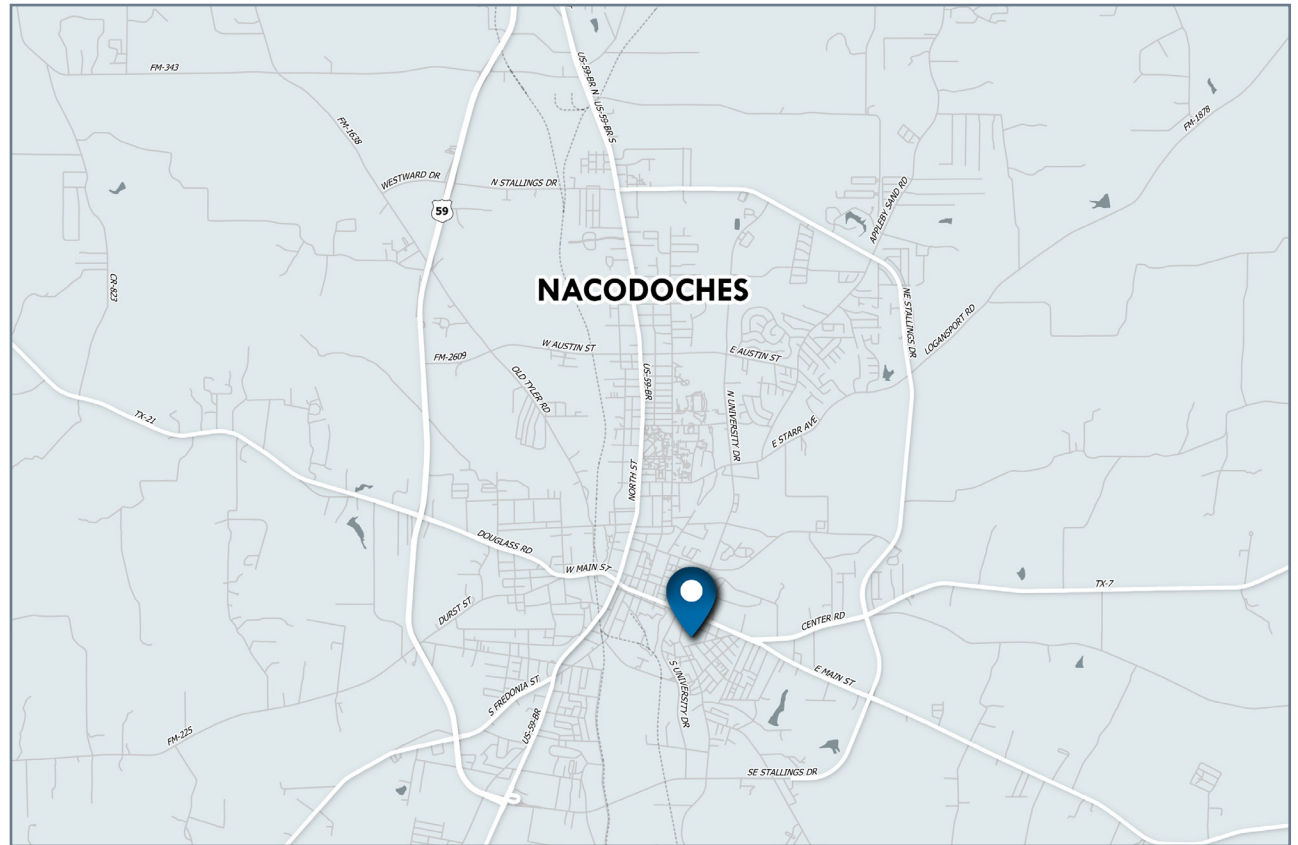 FM-343
US-59-BR N
US-59-BR S
FM-1638
FM-1878
WESTWARD DR
N STALLINGS DR
59
APPLEBY SAND RD
CR-823
NACODOCHES
NE STALLINGS DR
LOGANSPORT RD
W AUSTIN ST
E AUSTIN ST
FM-2609
OLD TYLER RD
US-59-BR
N UNIVERSITY DR
TX-21
E STARR AVE
NORTH ST
DOUGLASS RD
W MAIN ST
TX-7
DURST ST
CENTER RD
E MAIN ST
S UNIVERSITY DR
S FREDONIA ST
US-59-BR
FM-225
SE STALLINGS DR